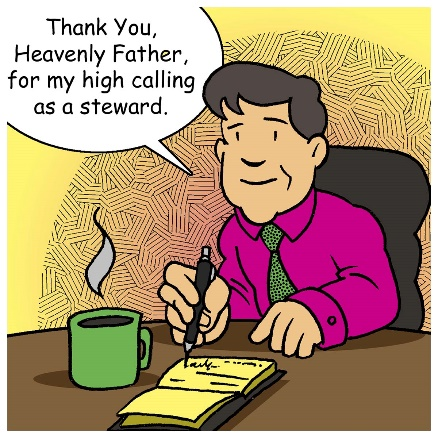 Thank You,
Heavenly Father,
for my high calling
as a steward.